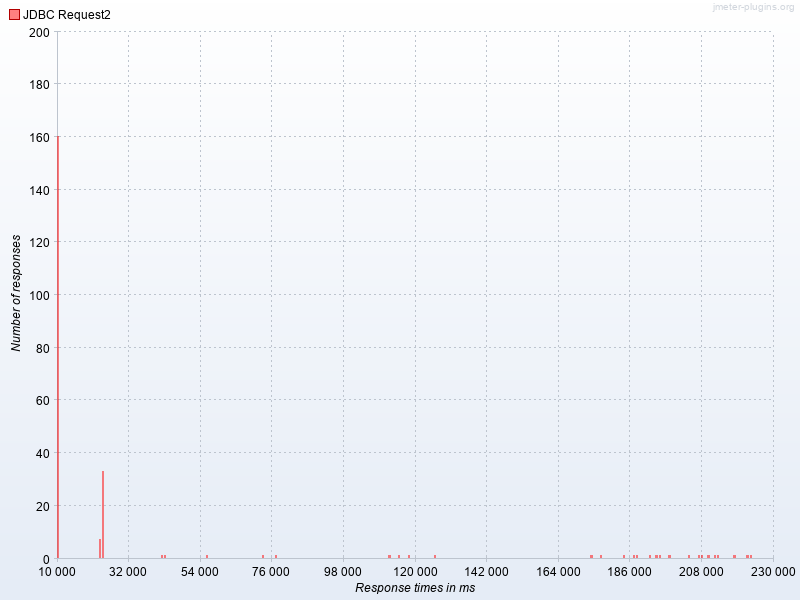 jmeter-plugins.org
JDBC Request2
200
180
160
140
120
100
80
60
40
20
0
Number of responses
10 000 32 000 54 000 76 000 98 000 120 000 142 000 164 000 186 000 208 000 230 000
Response times in ms